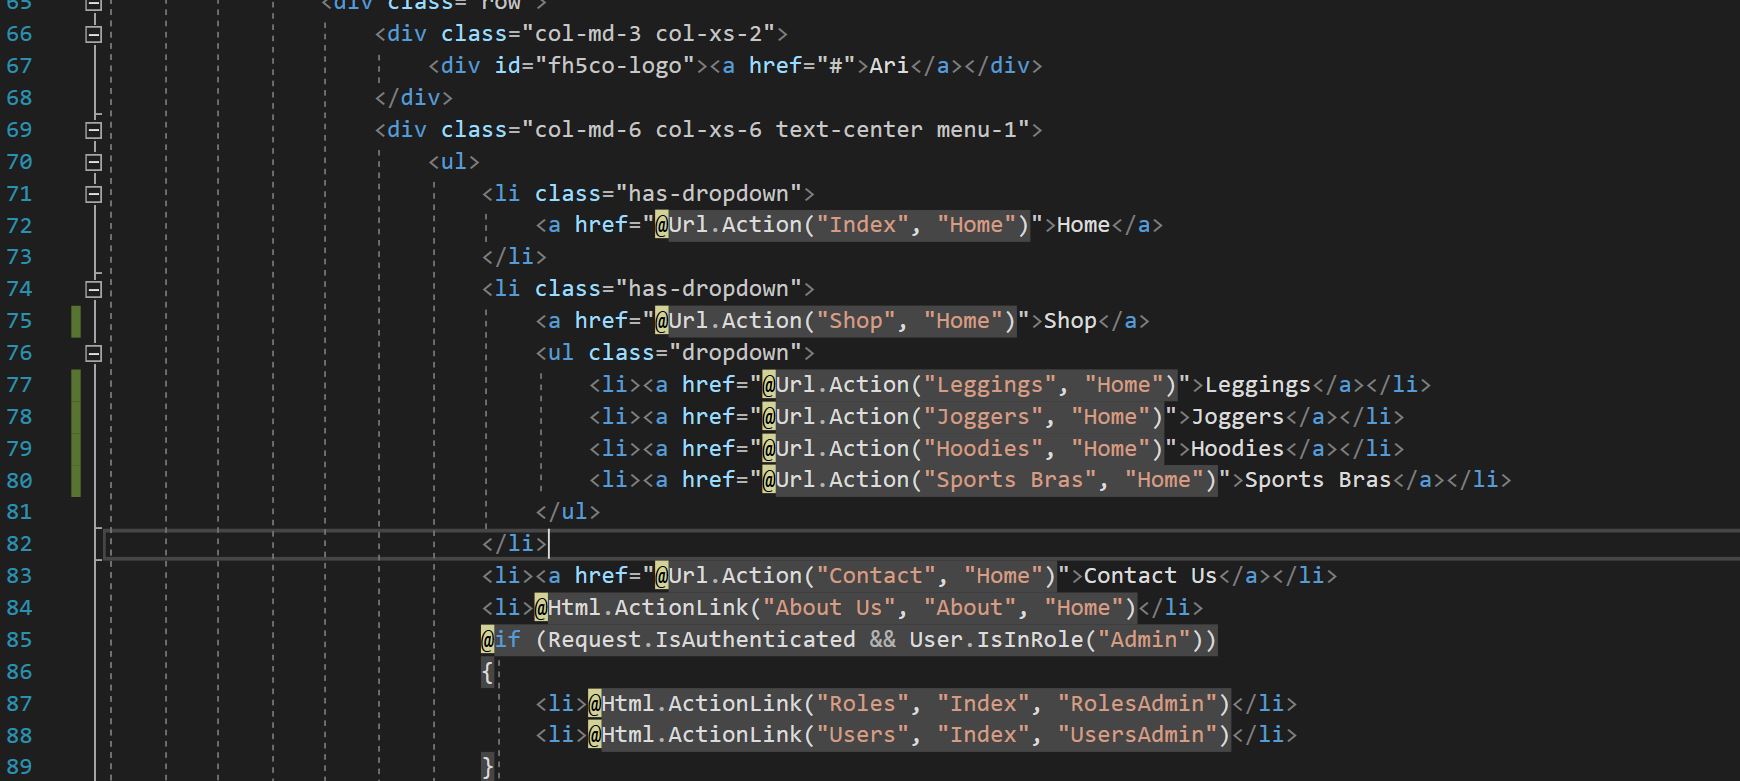 65 <div class="row">
66 <div class="col-md-3 col-xs-2">
67 <div id="fh5co-logo"><a href="#">Ari</a></div>
68 </div>
69 <div class="col-md-6 col-xs-6 text-center menu-1">
70 <ul>
71 <li class="has-dropdown">
72 <a href="@Url.Action("Index", "Home")">Home</a>
73 </li>
74 <li class="has-dropdown">
75 <a href="@Url.Action("Shop", "Home")">Shop</a>
76 <ul class="dropdown">
77 <li><a href="@Url.Action("Leggings", "Home")">Leggings</a></li>
78 <li><a href="@Url.Action("Joggers", "Home")">Joggers</a></li>
79 <li><a href="@Url.Action("Hoodies", "Home")">Hoodies</a></li>
80 <li><a href="@Url.Action("Sports Bras", "Home")">Sports Bras</a></li>
81 </ul>
82 </li>
83 <li><a href="@Url.Action("Contact", "Home")">Contact Us</a></li>
84 <li>@Html.ActionLink("About Us", "About", "Home")</li>
85 @if (Request.IsAuthenticated && User.IsInRole("Admin"))
86 {
87 <li>@Html.ActionLink("Roles", "Index", "RolesAdmin")</li>
88 <li>@Html.ActionLink("Users", "Index", "UsersAdmin")</li>
89 }